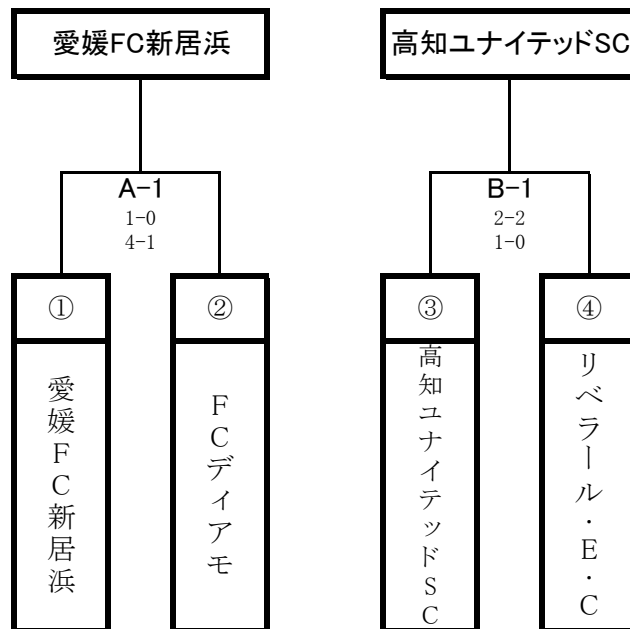 愛媛FC新居浜
高知ユナイテッドSC
A-1
1-0
4-1
B-1
2-2
1-0
①
②
③
④
愛媛FC新居浜
FCディアモ
高知ユナイテッドSC
リベラール・E・C